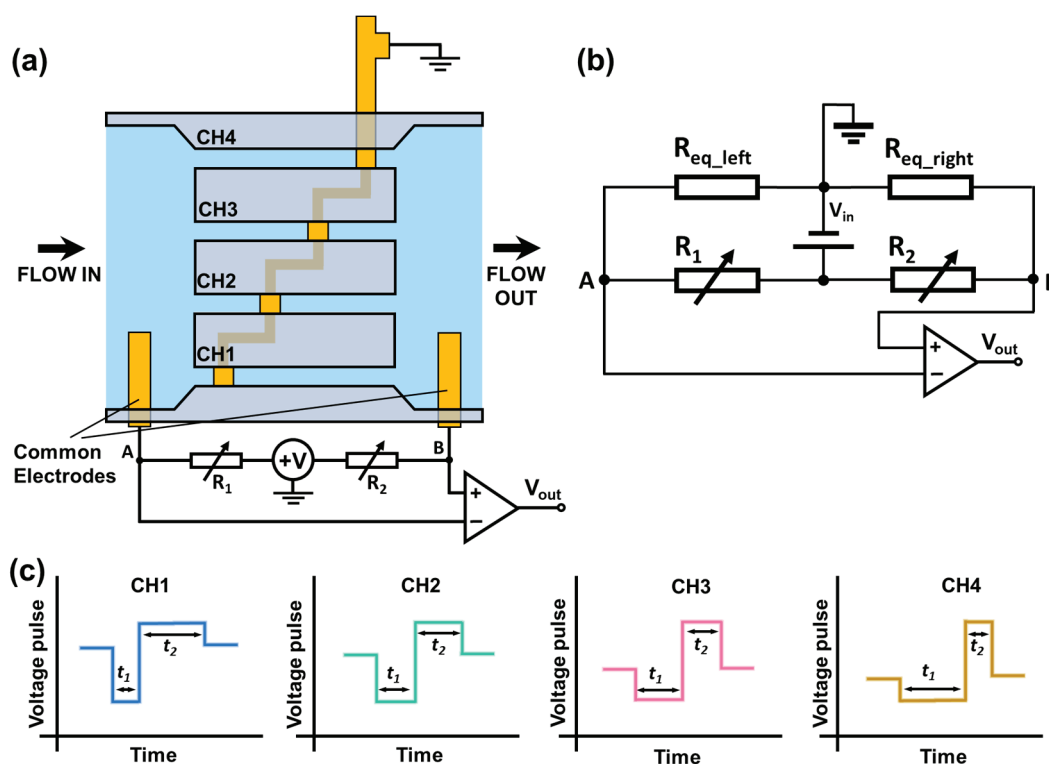 (a)
CH4
CH3
CH2
CH1
FLOW IN
FLOW
OUT
Common
Electrodes
A
R1
+V
R2
B
+
−
Vout
(b)
Req_left
Req_right
Vin
R1
R2
A
+
−
Vout
(c)
CH1
Voltage pulse
t1
t2
Time
CH2
Voltage pulse
t1
t2
Time
CH3
Voltage pulse
t1
t2
Time
CH4
Voltage pulse
t1
t2
Time